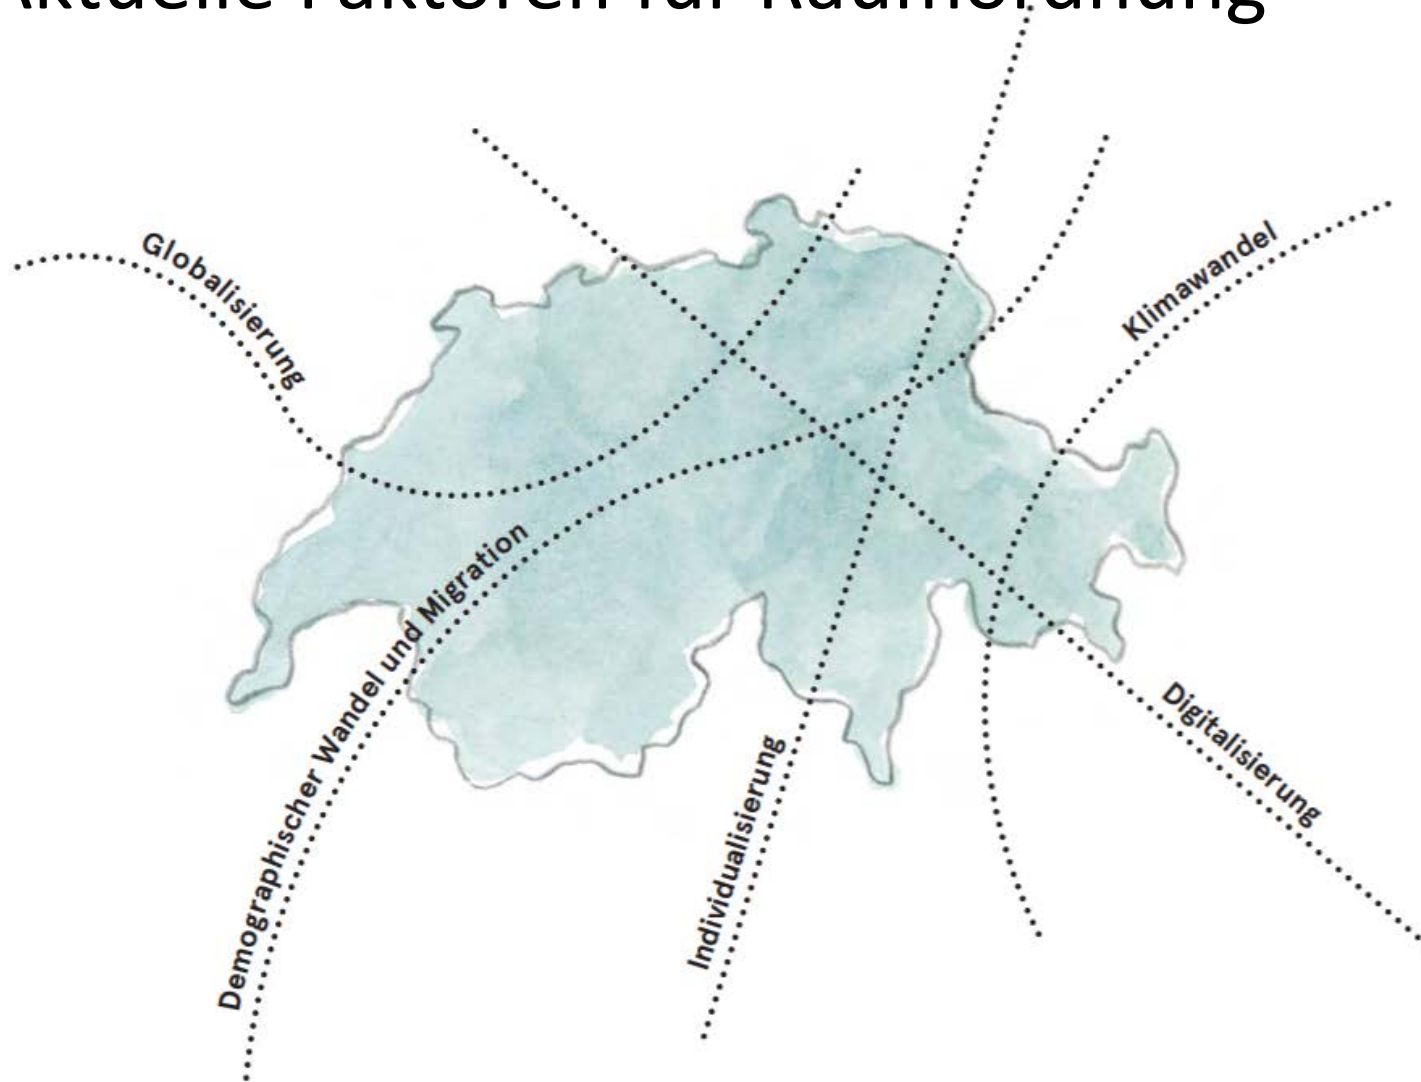 Aktuelle Faktoren für Raumordnung
Globalisierung
Klimawandel
Demographischer Wandel und Migration
Individualisierung
Digitalisierung